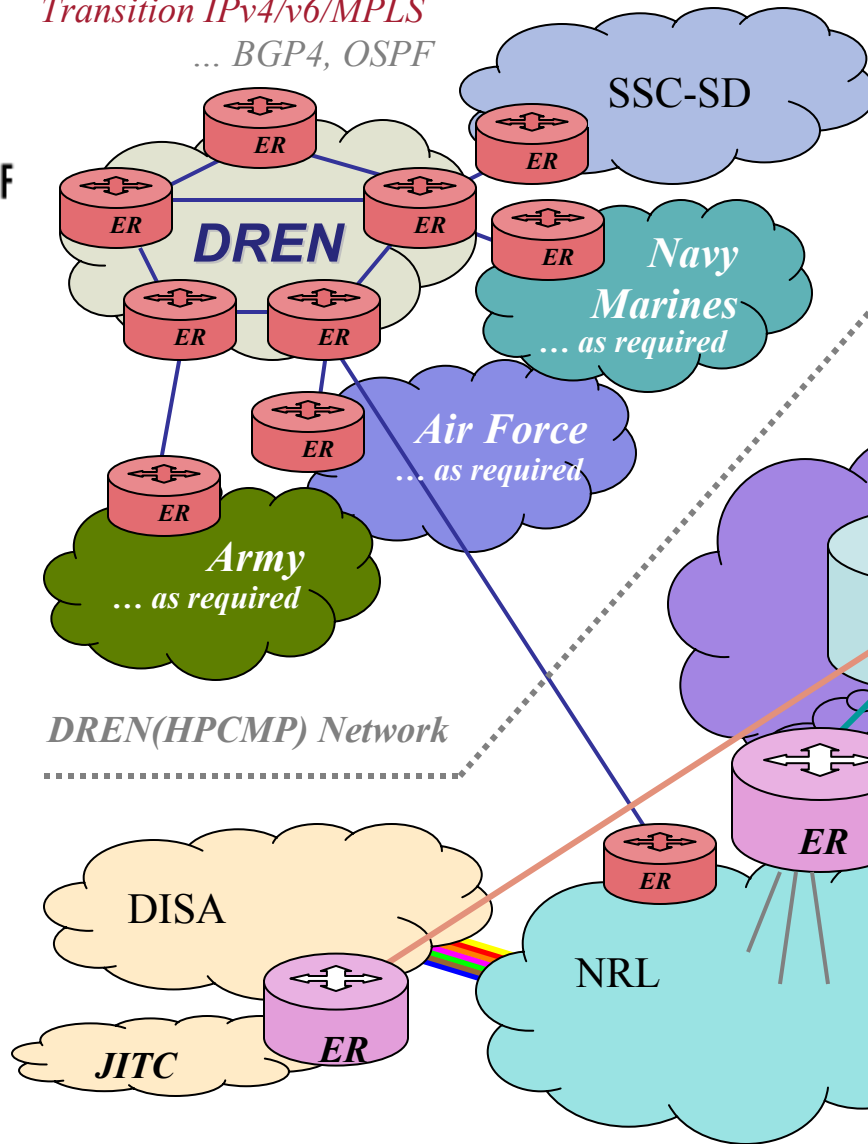 Transition IPv4/v6/MPLS
... BGP4, OSPF
F
SSC-SD
ER
ER
ER
ER
DREN
ER
Navy
Marines
... as required
ER
ER
ER
Air Force
... as required
ER
Army
... as required
DREN(HPCMP) Network
ER
ER
DISA
NRL
JITC
ER